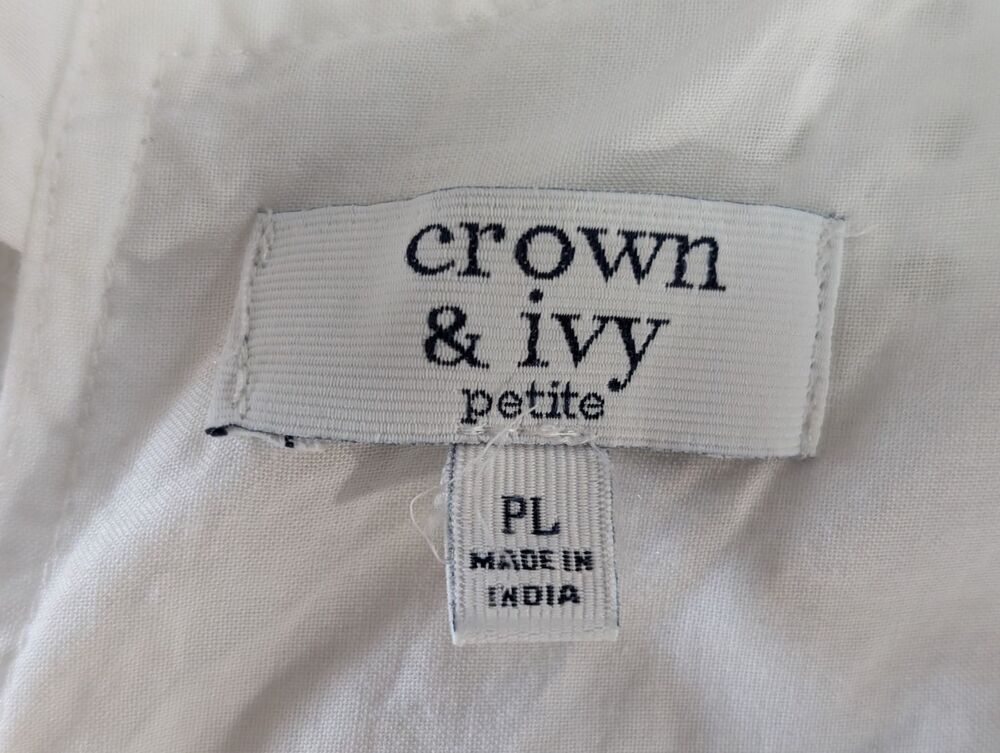 crown
& ivy
petite
PL
MADE IN
INDIA